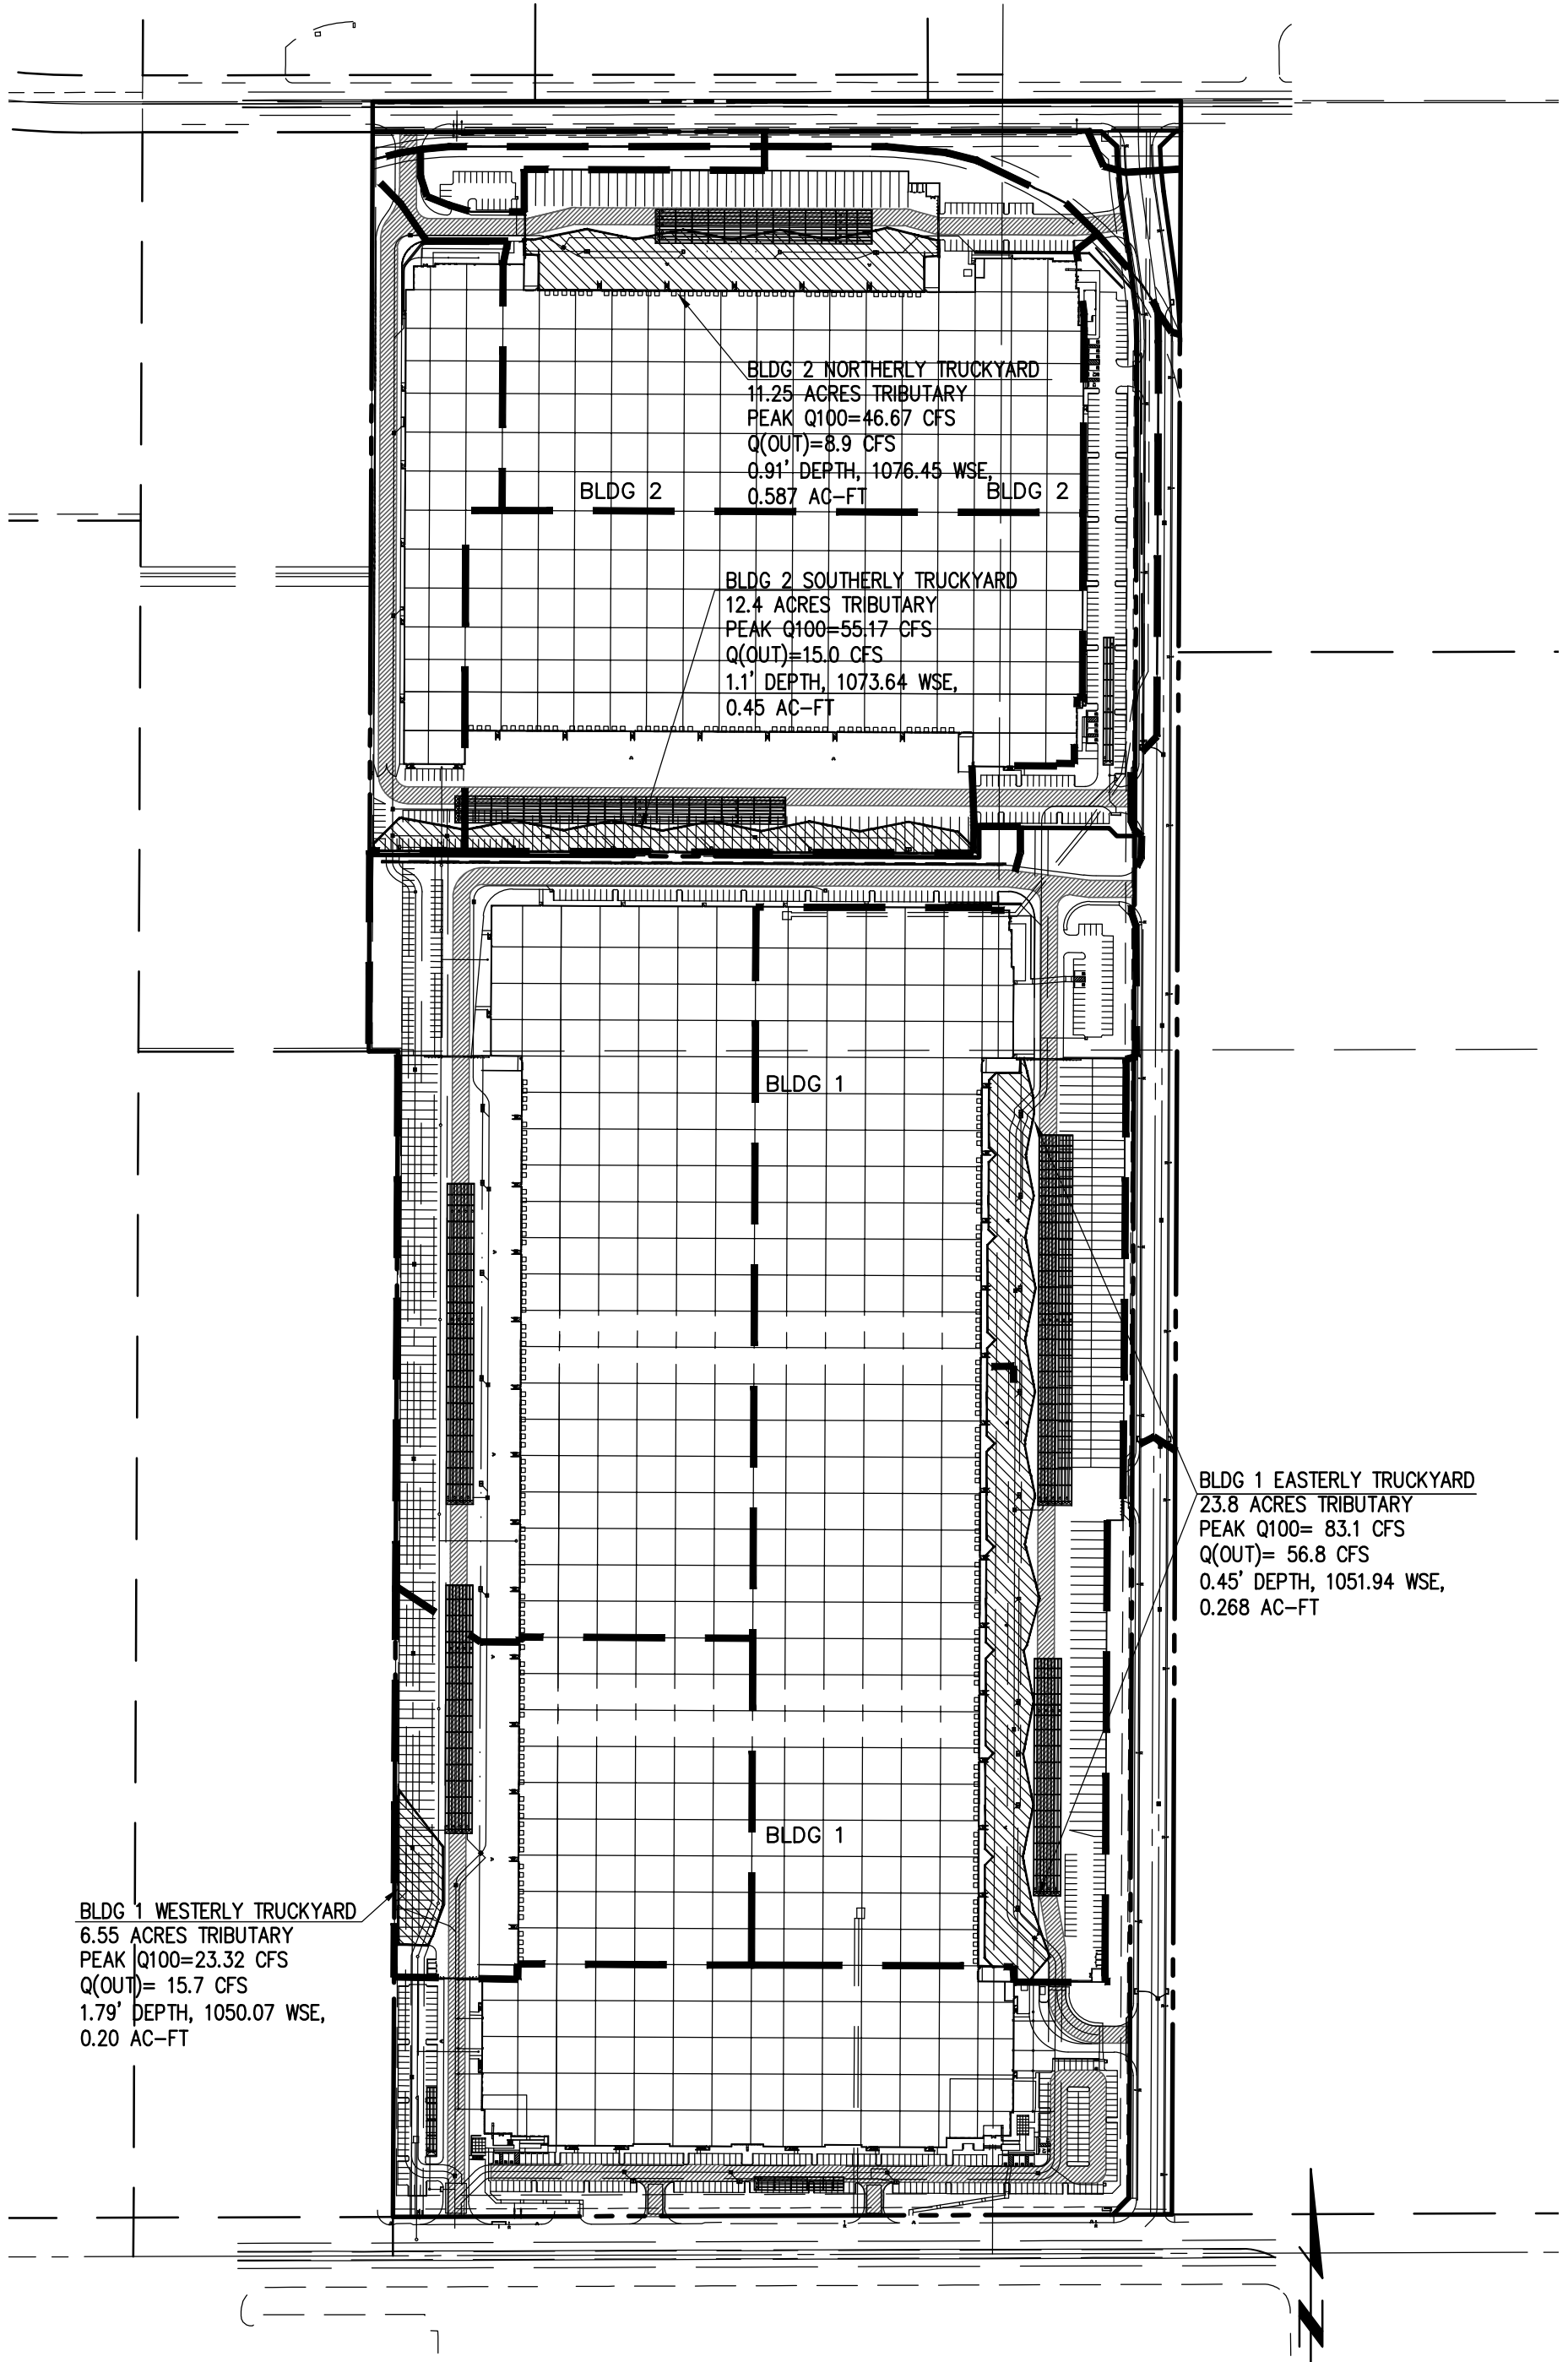 BLDG 2 NORTHERLY TRUCKYARD
11.25 ACRES TRIBUTARY
PEAK Q100=46.67 CFS
Q(OUT)=8.9 CFS
0.91' DEPTH, 1076.45 WSE,
0.587 AC-FT
BLDG 2
BLDG 2
BLDG 2 SOUTHERLY TRUCKYARD
12.4 ACRES TRIBUTARY
PEAK Q100=55.17 CFS
Q(OUT)=15.0 CFS
1.1' DEPTH, 1073.64 WSE,
0.45 AC-FT
BLDG 1
BLDG 1 EASTERLY TRUCKYARD
23.8 ACRES TRIBUTARY
PEAK Q100= 83.1 CFS
Q(OUT)= 56.8 CFS
0.45' DEPTH, 1051.94 WSE,
0.268 AC-FT
BLDG 1
BLDG 1 WESTERLY TRUCKYARD
6.55 ACRES TRIBUTARY
PEAK Q100=23.32 CFS
Q(OUT)= 15.7 CFS
1.79' DEPTH, 1050.07 WSE,
0.20 AC-FT
N